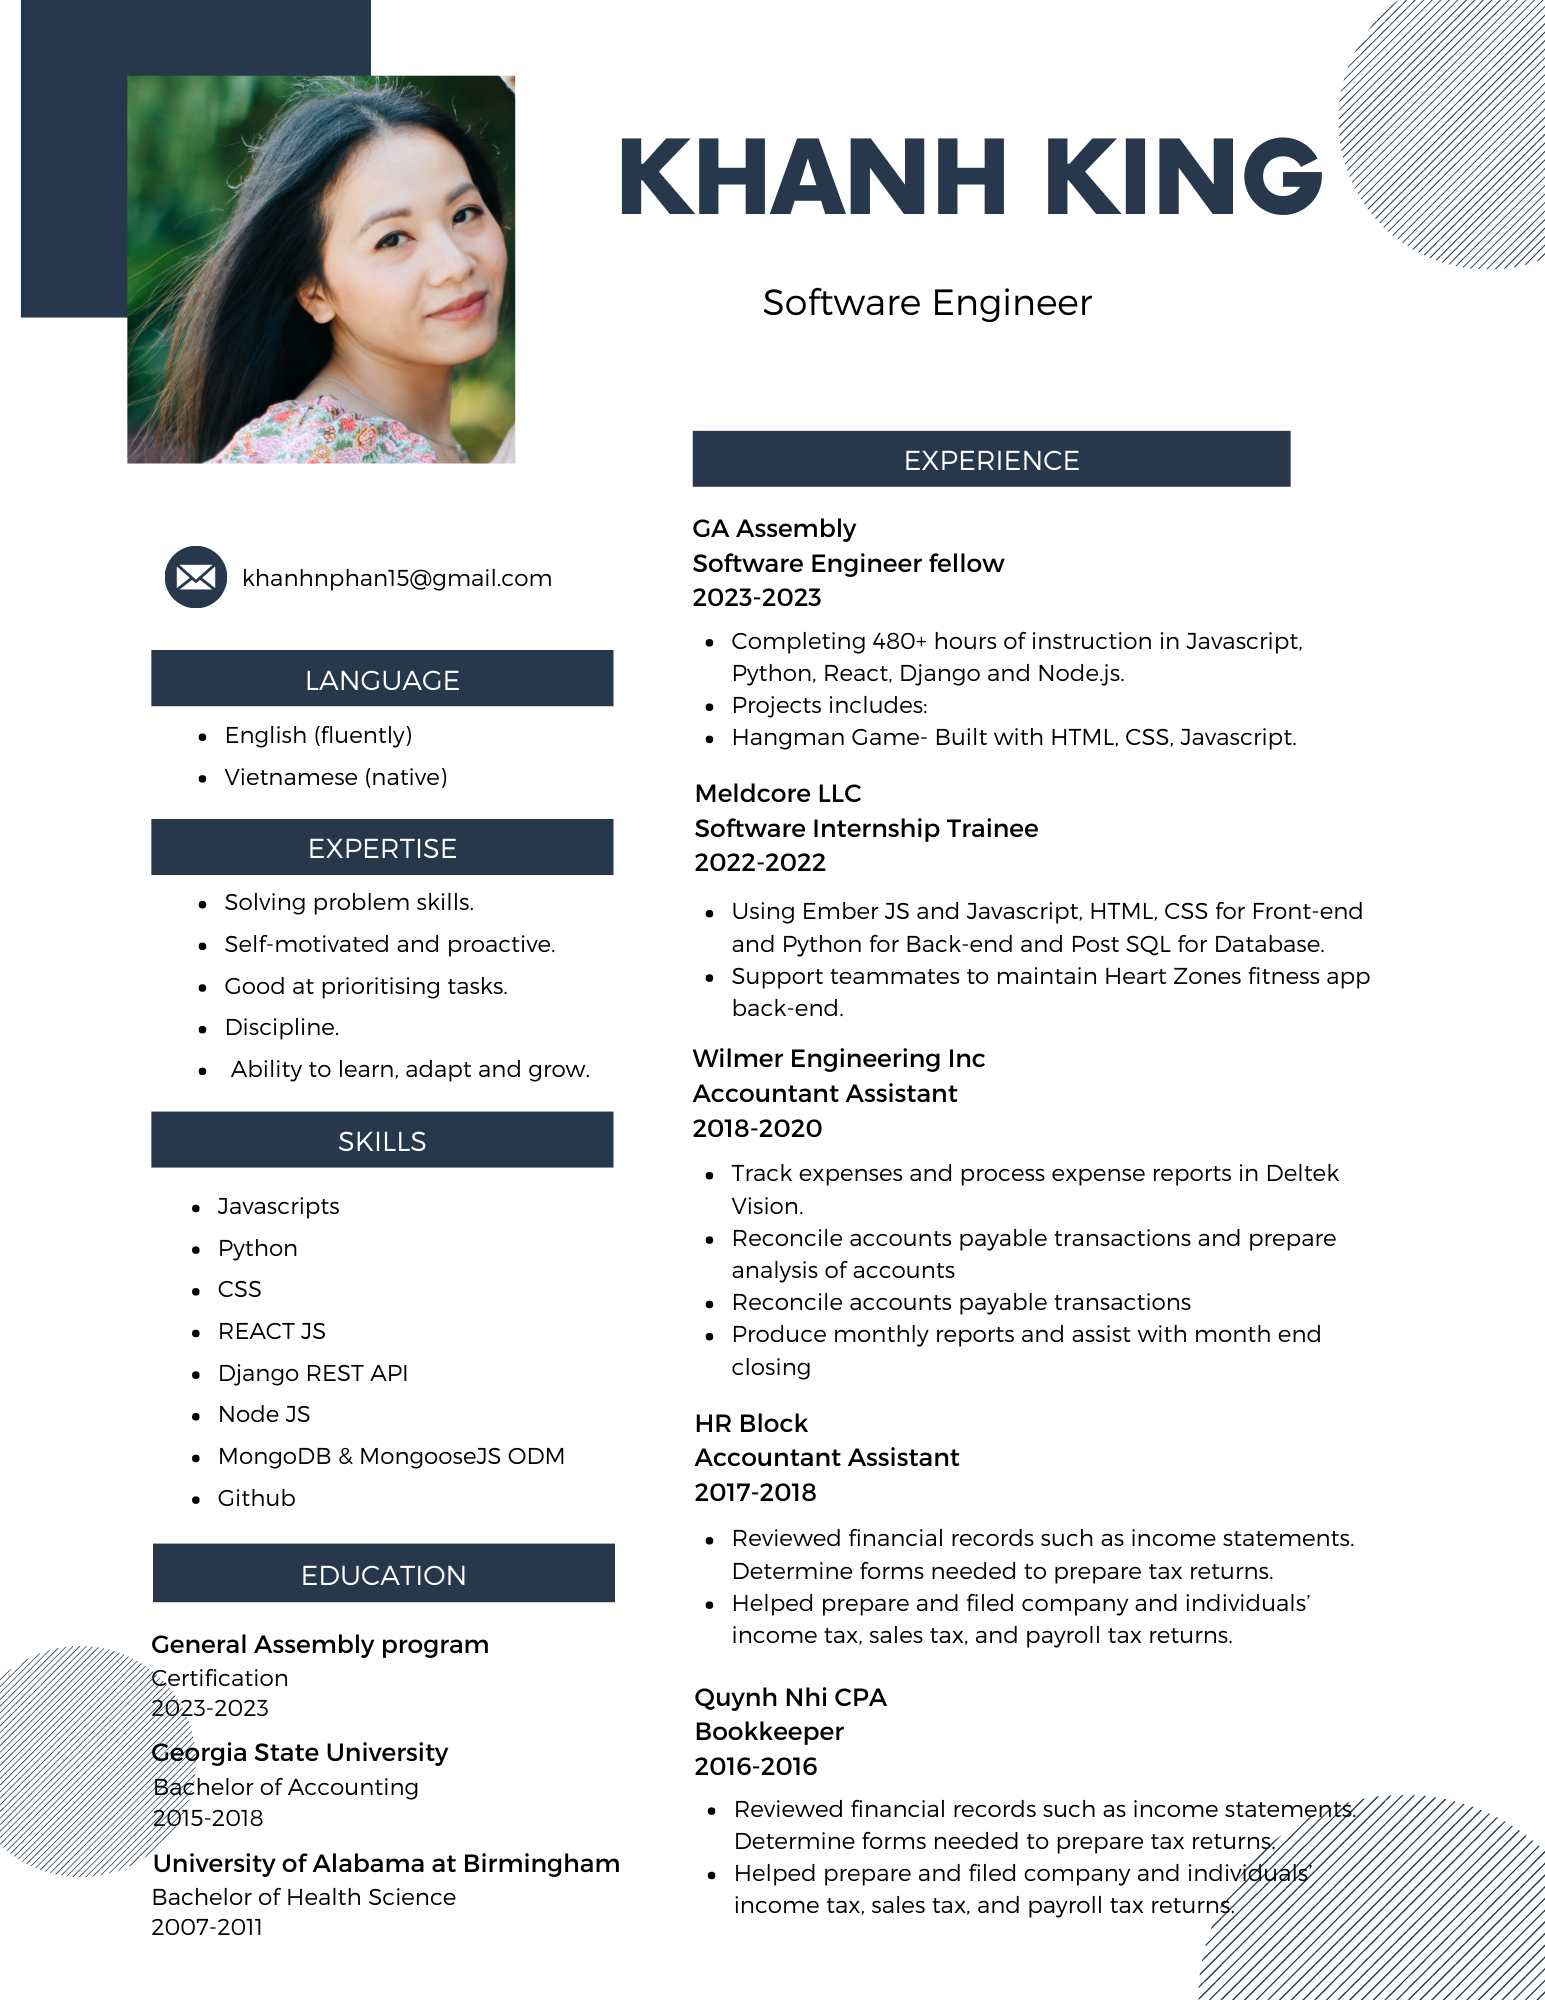 KHANH KING
Software Engineer
khanhnphan15@gmail.com
LANGUAGE
English (fluently)
Vietnamese (native)
EXPERTISE
Solving problem skills.
Self-motivated and proactive.
Good at prioritising tasks.
Discipline.
Ability to learn, adapt and grow.
SKILLS
Javascripts
Python
CSS
REACT JS
Django REST API
Node JS
MongoDB & MongooseJS ODM
Github
EDUCATION
General Assembly program
Certification
2023-2023
Georgia State University
Bachelor of Accounting
2015-2018
University of Alabama at Birmingham
Bachelor of Health Science
2007-2011
EXPERIENCE
GA Assembly
Software Engineer fellow
2023-2023
Completing 480+ hours of instruction in Javascript,
Python, React, Django and Node.js.
Projects includes:
Hangman Game- Built with HTML, CSS, Javascript.
Meldcore LLC
Software Internship Trainee
2022-2022
Using Ember JS and Javascript, HTML, CSS for Front-end
and Python for Back-end and Post SQL for Database.
Support teammates to maintain Heart Zones fitness app
back-end.
Wilmer Engineering Inc
Accountant Assistant
2018-2020
Track expenses and process expense reports in Deltek
Vision.
Reconcile accounts payable transactions and prepare
analysis of accounts
Reconcile accounts payable transactions
Produce monthly reports and assist with month end
closing
HR Block
Accountant Assistant
2017-2018
Reviewed financial records such as income statements.
Determine forms needed to prepare tax returns.
Helped prepare and filed company and individuals’
income tax, sales tax, and payroll tax returns.
Quynh Nhi CPA
Bookkeeper
2016-2016
Reviewed financial records such as income statements.
Determine forms needed to prepare tax returns.
Helped prepare and filed company and individuals’
income tax, sales tax, and payroll tax returns.